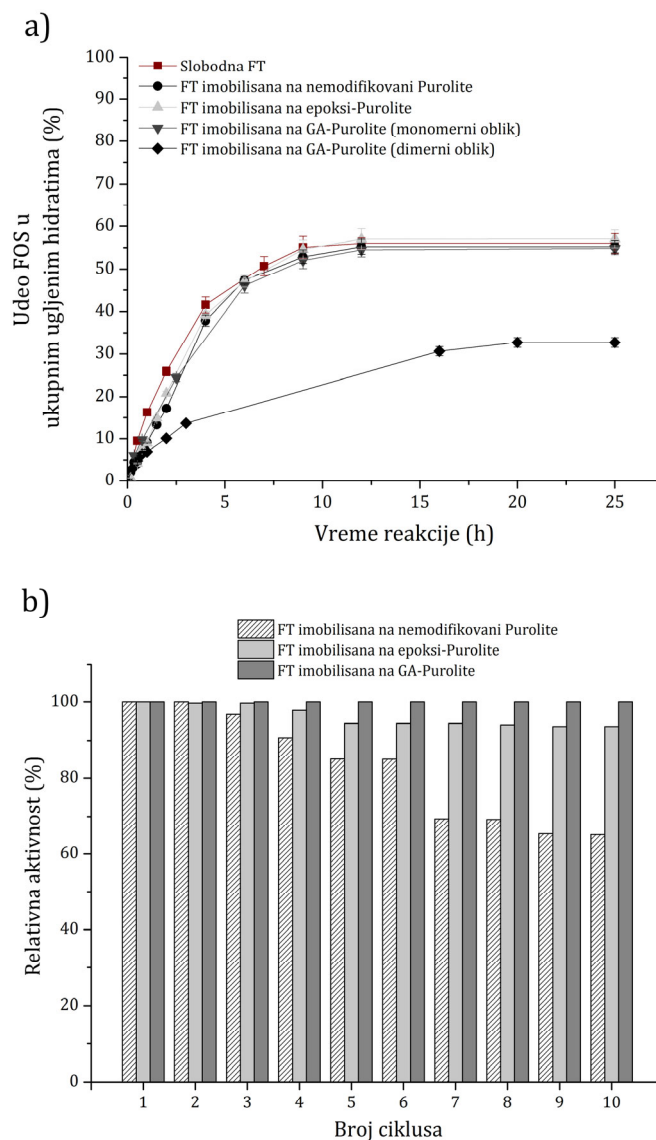 a)
Slobodna FT
FT imobilisana na nemodifikovani Purolite
FT imobilisana na epoksi-Purolite
FT imobilisana na GA-Purolite (monomerni oblik)
FT imobilisana na GA-Purolite (dimerni oblik)
Udeo FOS u
ukupnim ugljenim hidratima (%)
100
90
80
70
60
50
40
30
20
10
0
0 5 10 15 20 25
Vreme reakcije (h)
b)
FT imobilisana na nemodifikovani Purolite
FT imobilisana na epoksi-Purolite
FT imobilisana na GA-Purolite
Relativna aktivnost (%)
100
80
60
40
20
0
1 2 3 4 5 6 7 8 9 10
Broj ciklusa